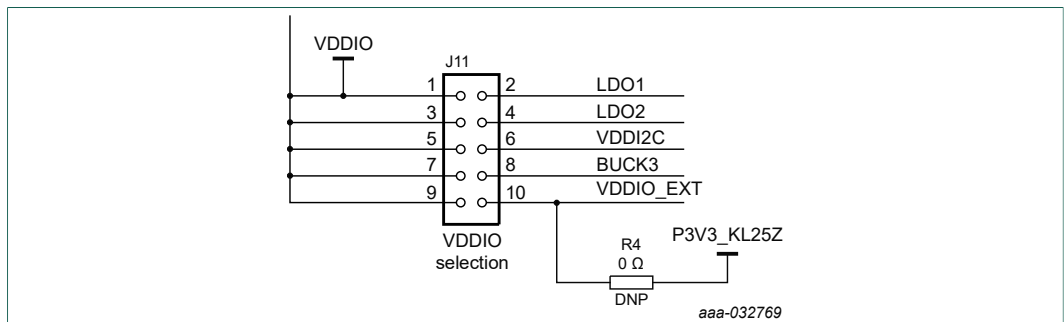 VDDIO
J11
1 2 LDO1
3 4 LDO2
5 6 VDDI2C
7 8 BUCK3
9 10 VDDIO_EXT
VDDIO
selection
R4
0 Ω
DNP
P3V3_KL25Z
aaa-032769